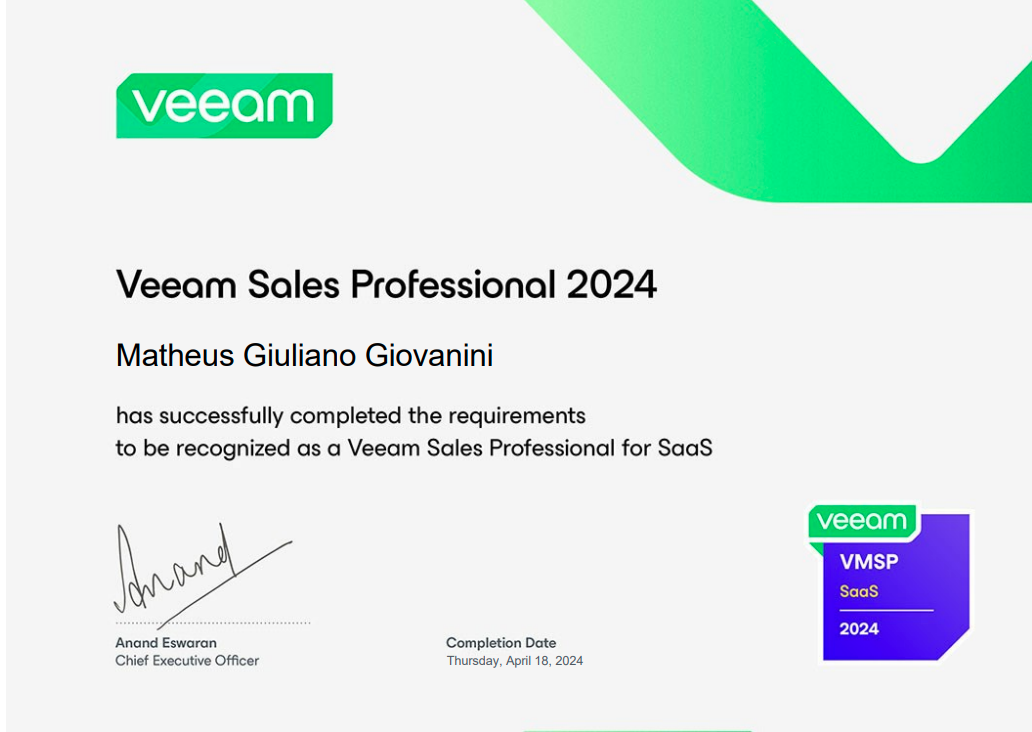 veeam
Veeam Sales Professional 2024
Matheus Giuliano Giovanini
has successfully completed the requirements
to be recognized as a Veeam Sales Professional for SaaS
Anand
Anand Eswaran
Chief Executive Officer
Completion Date
Thursday, April 18, 2024
veeam
VMSP
SaaS
2024